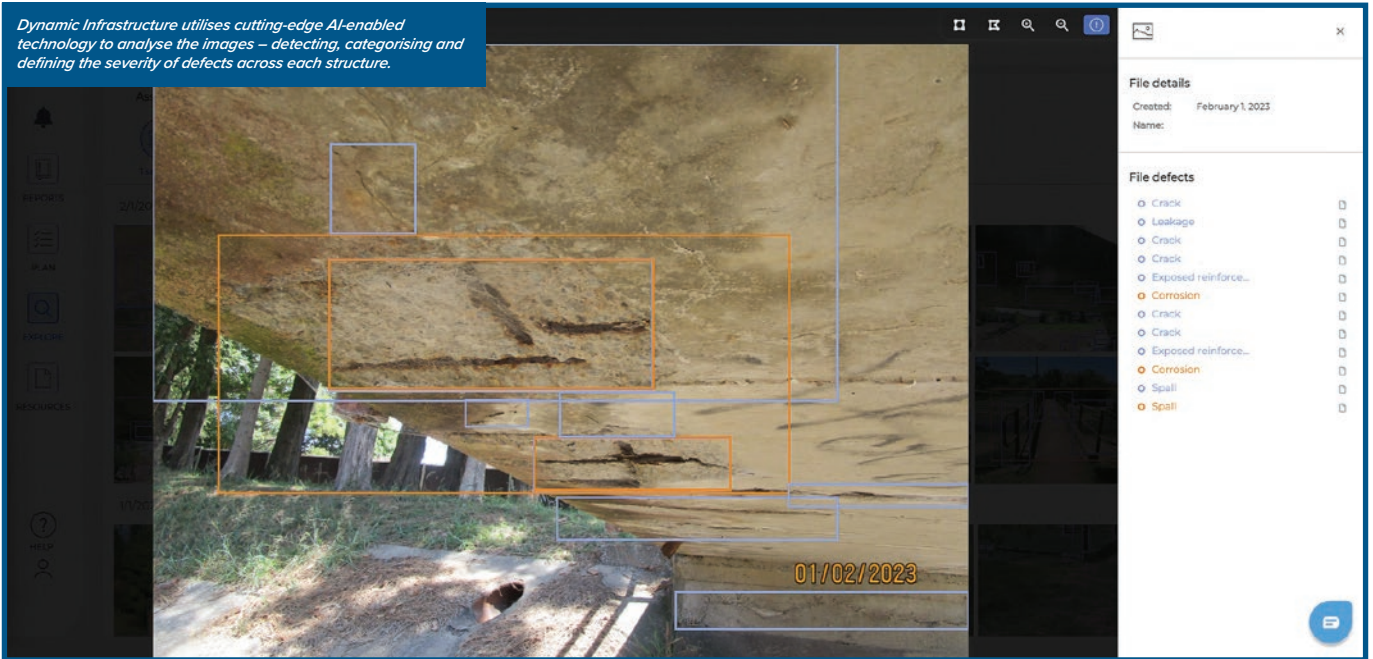 Dynamic Infrastructure utilises cutting-edge AI-enabled
technology to analyse the images – detecting, categorising and
defining the severity of defects across each structure.
REPORTS
PLAN
EXPLORE
RESOURCES
HELP
01/02/2023
File details
Created: February 1, 2023
Name:
File defects
Crack
Leakage
Crack
Crack
Exposed reinforce...
Corrosion
Crack
Crack
Exposed reinforce...
Corrosion
Spall
Spall